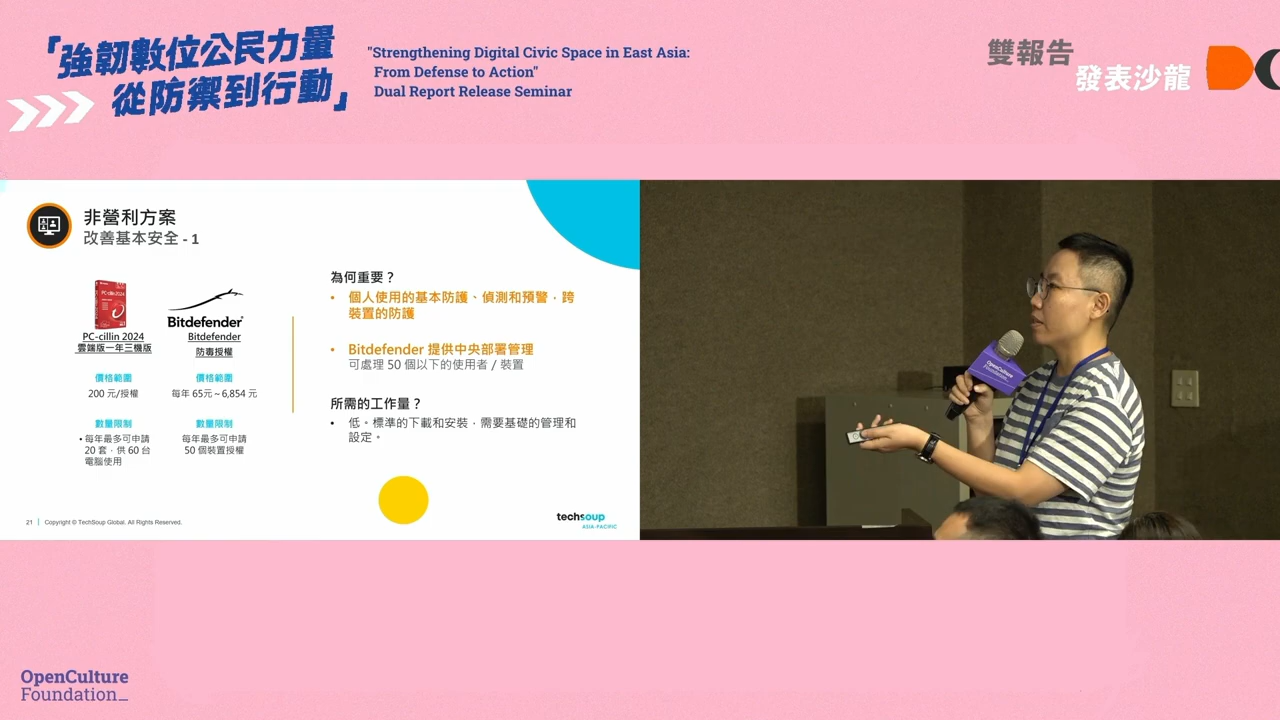 「強韌數位公民力量
從防禦到行動」
"Strengthening Digital Civic Space in East Asia:
From Defense to Action"
Dual Report Release Seminar
雙報告
發表沙龍
非營利方案
改善基本安全 - 1
PC-cillin 2024
雲端版一年三機版
價格範圍
200 元/授權
數量限制
• 每年最多可申請
20 套，供 60 台
電腦使用
Bitdefender
Bitdefender
防毒授權
價格範圍
每年 65元 ~ 6,854 元
數量限制
每年最多可申請
50 個裝置授權
為何重要？
• 個人使用的基本防護、偵測和預警，跨
裝置的防護
• Bitdefender 提供中央部署管理
可處理 50 個以下的使用者 / 裝置
所需的工作量？
• 低。標準的下載和安裝，需要基礎的管理和
設定。
21 | Copyright © TechSoup Global. All Rights Reserved.
techsoup
ASIA-PACIFIC
OpenCulture
Foundation_
OpenCulture
Foundation_